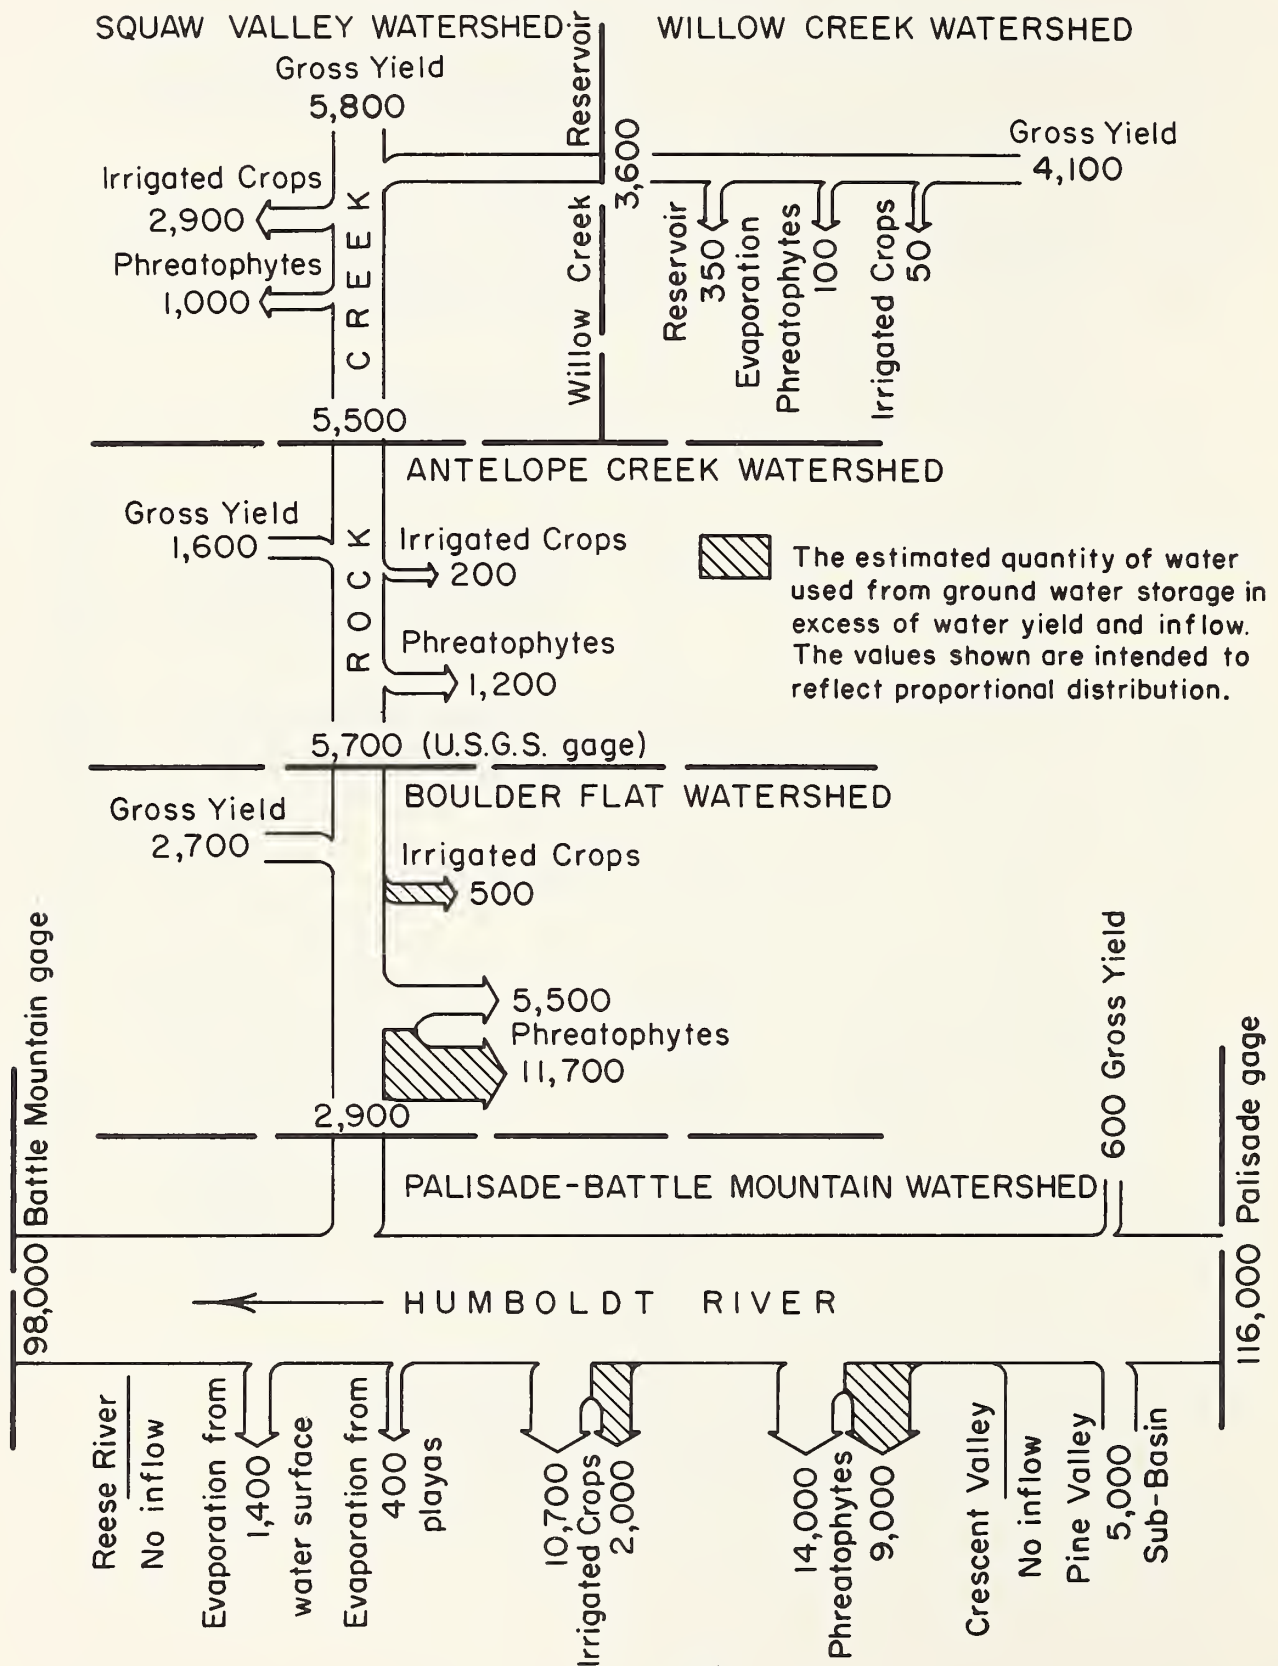 SQUAW VALLEY WATERSHED
WILLOW CREEK WATERSHED
Gross Yield
5,800
Willow Creek Reservoir
3,600
Gross Yield
4,100
Irrigated Crops
2,900
Phreatophytes
1,000
Reservoir
350
Evaporation
Phreatophytes
100
Irrigated Crops
50
ROCK CREEK
5,500
ANTELOPE CREEK WATERSHED
Gross Yield
1,600
Irrigated Crops
200
Phreatophytes
1,200
The estimated quantity of water
used from ground water storage in
excess of water yield and inflow.
The values shown are intended to
reflect proportional distribution.
5,700 (U.S.G.S. gage)
BOULDER FLAT WATERSHED
Gross Yield
2,700
Irrigated Crops
500
5,500
Phreatophytes
11,700
2,900
PALISADE-BATTLE MOUNTAIN WATERSHED
600 Gross Yield
98,000 Battle Mountain gage
116,000 Palisade gage
HUMBOLDT RIVER
Reese River
No inflow
Evaporation from
1,400
water surface
Evaporation from
400
playas
10,700
Irrigated Crops
2,000
14,000
Phreatophytes
9,000
Crescent Valley
No inflow
Pine Valley
5,000
Sub-Basin